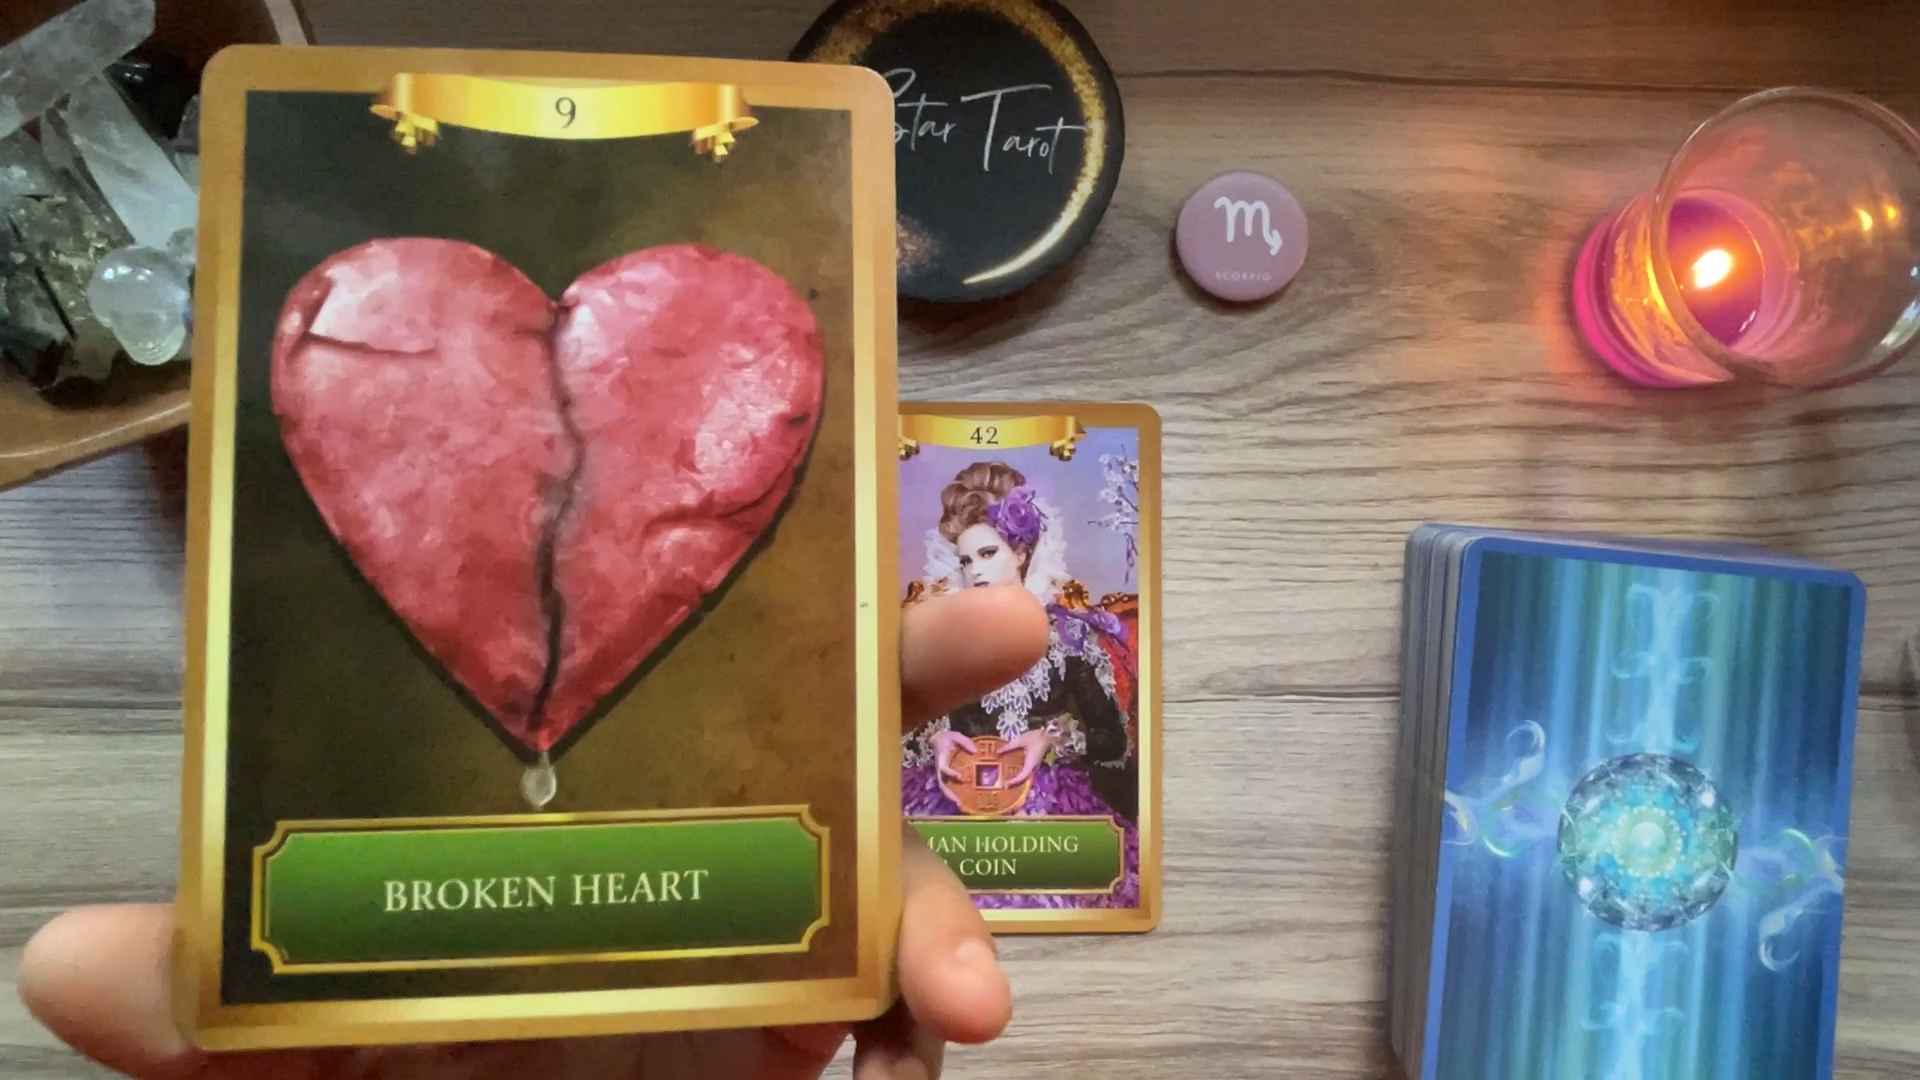 9
BROKEN HEART
Star Tarot
SCORPIO
42
MAN HOLDING
COIN